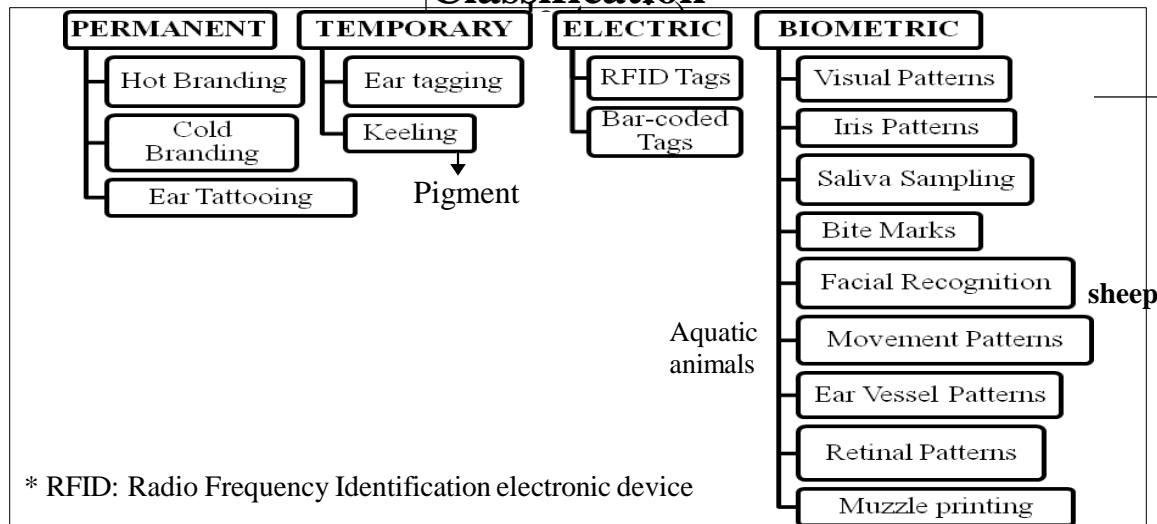 Classification
PERMANENT
Hot Branding
Cold
Branding
Ear Tattooing
TEMPORARY
Ear tagging
Keeling
Pigment
ELECTRIC
RFID Tags
Bar-coded
Tags
BIOMETRIC
Visual Patterns
Iris Patterns
Saliva Sampling
Bite Marks
Facial Recognition
sheep
Aquatic
animals
Movement Patterns
Ear Vessel Patterns
Retinal Patterns
Muzzle printing
* RFID: Radio Frequency Identification electronic device